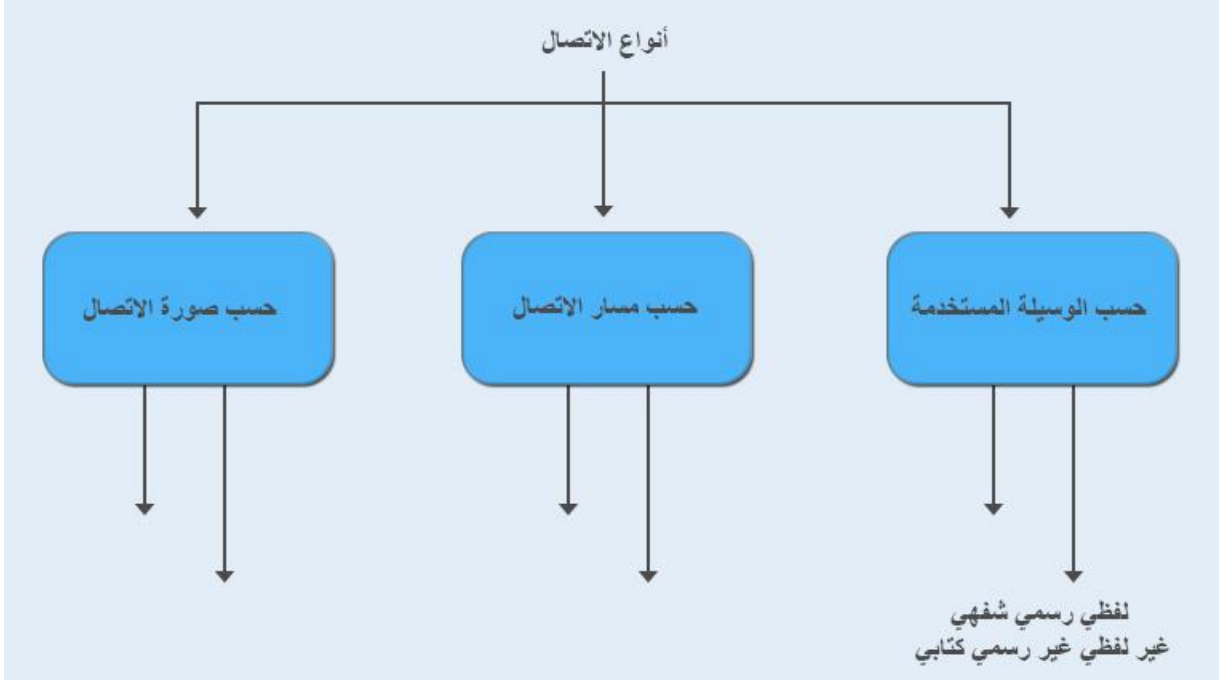 أنواع الاتصال
حسب الوسيلة المستخدمة
حسب مسار الاتصال
حسب صورة الاتصال
لفظي رسمي شفهي
غير لفظي غير رسمي كتابي